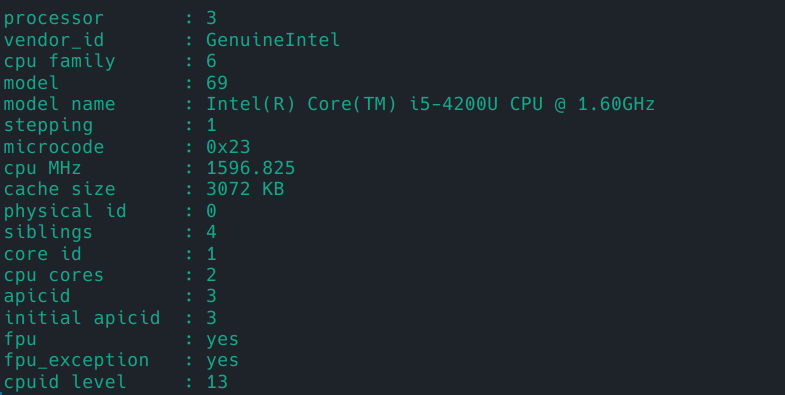 processor : 3
vendor_id : GenuineIntel
cpu family : 6
model : 69
model name : Intel(R) Core(TM) i5-4200U CPU @ 1.60GHz
stepping : 1
microcode : 0x23
cpu MHz : 1596.825
cache size : 3072 KB
physical id : 0
siblings : 4
core id : 1
cpu cores : 2
apicid : 3
initial apicid : 3
fpu : yes
fpu_exception : yes
cpuid level : 13